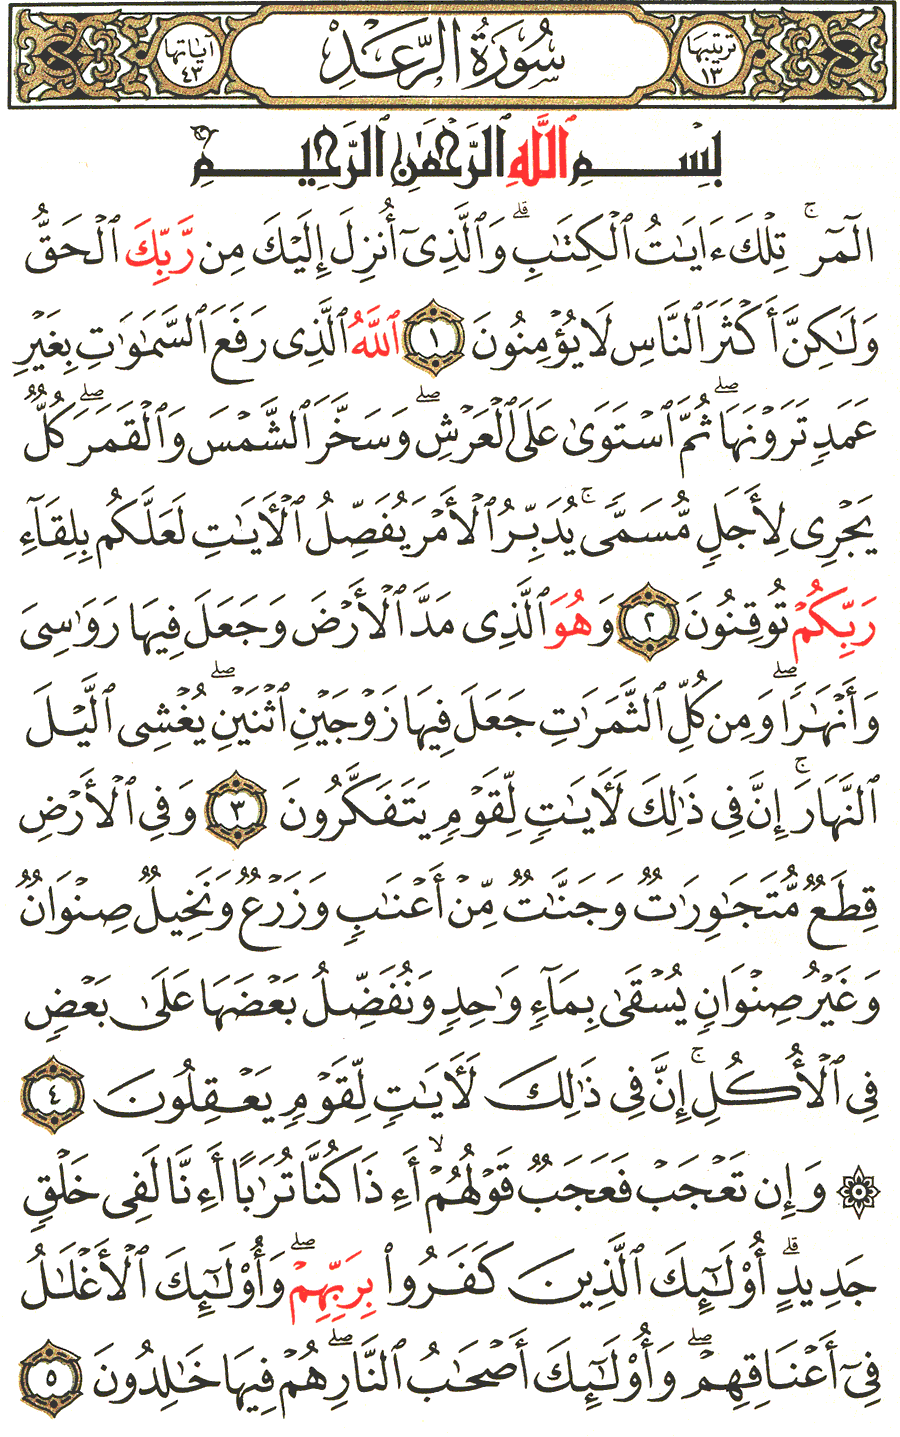 ترتيبها ١٣ سُورَةُ الرَّعْدِ آياتها ٤٣
بِسْمِ ٱللَّهِ ٱلرَّحْمَٰنِ ٱلرَّحِيمِ
الٓمٓرۚ تِلْكَ ءَايَٰتُ ٱلْكِتَٰبِۗ وَٱلَّذِىٓ أُنزِلَ إِلَيْكَ مِن رَّبِّكَ ٱلْحَقُّ
وَلَٰكِنَّ أَكْثَرَ ٱلنَّاسِ لَا يُؤْمِنُونَ ١ ٱللَّهُ ٱلَّذِى رَفَعَ ٱلسَّمَٰوَٰتِ بِغَيْرِ
عَمَدٍ تَرَوْنَهَاۖ ثُمَّ ٱسْتَوَىٰ عَلَى ٱلْعَرْشِۖ وَسَخَّرَ ٱلشَّمْسَ وَٱلْقَمَرَۖ كُلٌّ
يَجْرِى لِأَجَلٍ مُّسَمًّىۚ يُدَبِّرُ ٱلْأَمْرَ يُفَصِّلُ ٱلْأَيَٰتِ لَعَلَّكُم بِلِقَآءِ
رَبِّكُمْ تُوقِنُونَ ٢ وَهُوَ ٱلَّذِى مَدَّ ٱلْأَرْضَ وَجَعَلَ فِيهَا رَوَٰسِىَ
وَأَنْهَٰرًاۖ وَمِن كُلِّ ٱلثَّمَرَٰتِ جَعَلَ فِيهَا زَوْجَيْنِ ٱثْنَيْنِۖ يُغْشِى ٱلَّيْلَ
ٱلنَّهَارَۚ إِنَّ فِى ذَٰلِكَ لَأَيَٰتٍ لِّقَوْمٍ يَتَفَكَّرُونَ ٣ وَفِى ٱلْأَرْضِ
قِطَعٌ مُّتَجَٰوِرَٰتٌ وَجَنَّٰتٌ مِّنْ أَعْنَٰبٍ وَزَرْعٌ وَنَخِيلٌ صِنْوَانٌ
وَغَيْرُ صِنْوَانٍ يُسْقَىٰ بِمَآءٍ وَٰحِدٍ وَنُفَضِّلُ بَعْضَهَا عَلَىٰ بَعْضٍ
فِى ٱلْأُكُلِۚ إِنَّ فِى ذَٰلِكَ لَأَيَٰتٍ لِّقَوْمٍ يَعْقِلُونَ ٤
۞ وَإِن تَعْجَبْ فَعَجَبٌ قَوْلُهُمْۙ أَءِذَا كُنَّا تُرَٰبًا أَءِنَّا لَفِى خَلْقٍ
جَدِيدٍۗ أُو۟لَٰٓئِكَ ٱلَّذِينَ كَفَرُوا۟ بِرَبِّهِمْۖ وَأُو۟لَٰٓئِكَ ٱلْأَغْلَٰلُ
فِىٓ أَعْنَاقِهِمْۖ وَأُو۟لَٰٓئِكَ أَصْحَٰبُ ٱلنَّارِۖ هُمْ فِيهَا خَٰلِدُونَ ٥